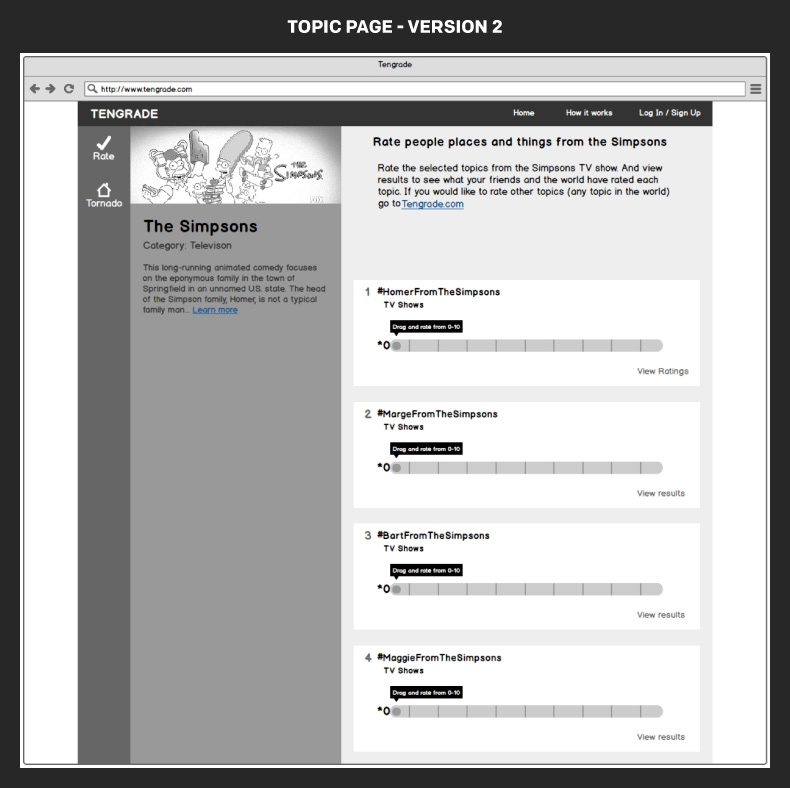 TOPIC PAGE - VERSION 2
Tengrade
http://www.tengrade.com
TENGRADE
Home
How it works
Log In / Sign Up
Rate
Tornado
THE
SIMPSONS
FOX
The Simpsons
Category: Televison
This long-running animated comedy focuses
on the eponymous family in the town of
Springfield in an unnamed U.S. state. The head
of the Simpson family, Homer, is not a typical
family man... Learn more
Rate people places and things from the Simpsons
Rate the selected topics from the Simpsons TV show. And view
results to see what your friends and the world have rated each
topic. If you would like to rate other topics (any topic in the world)
go to Tengrade.com
1 #HomerFromTheSimpsons
TV Shows
Drag and rate from 0-10
*0
View Ratings
2 #MargeFromTheSimpsons
TV Shows
Drag and rate from 0-10
*0
View results
3 #BartFromTheSimpsons
TV Shows
Drag and rate from 0-10
*0
View results
4 #MaggieFromTheSimpsons
TV Shows
Drag and rate from 0-10
*0
View results